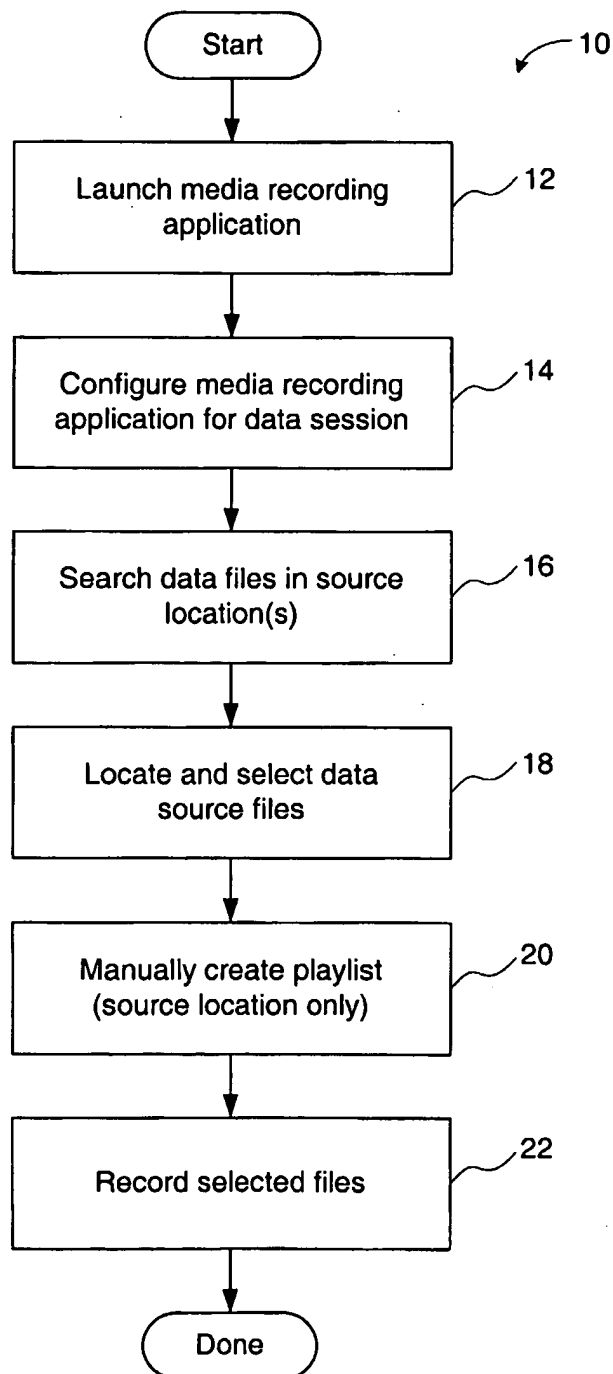 Start
10
Launch media recording
application
12
Configure media recording
application for data session
14
Search data files in source
location(s)
16
Locate and select data
source files
18
Manually create playlist
(source location only)
20
Record selected files
22
Done